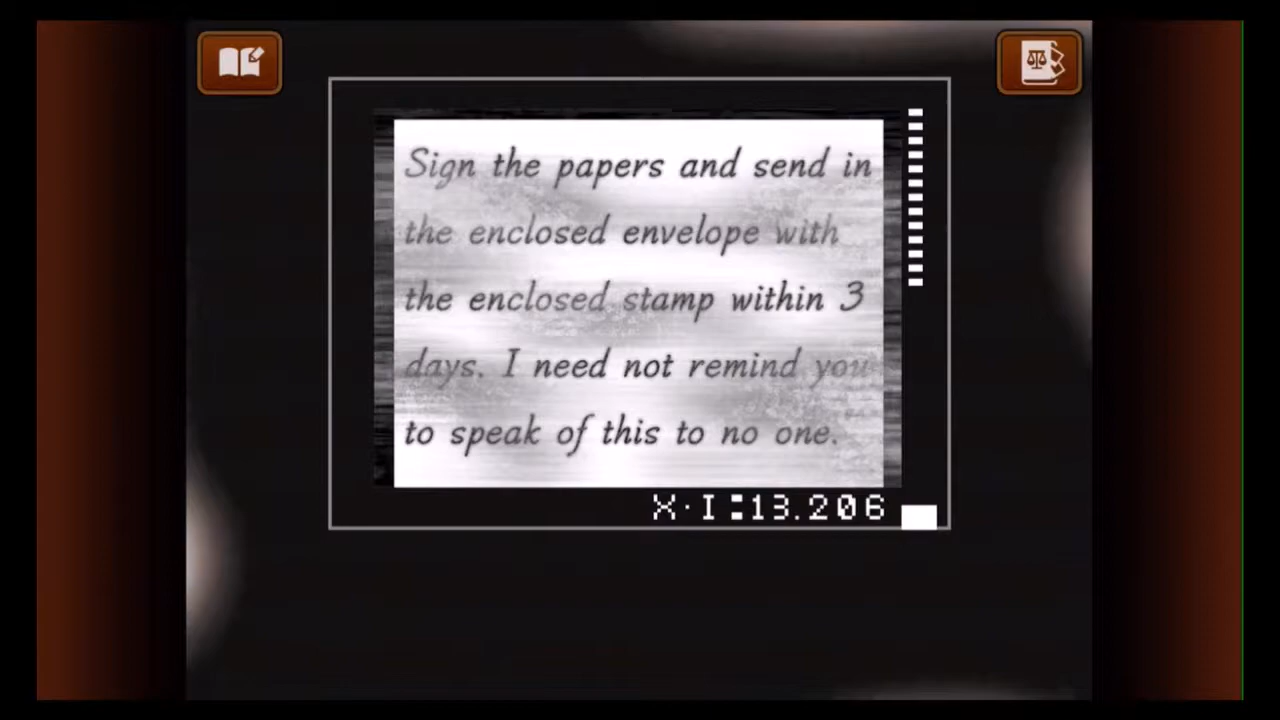 Sign the papers and send in
the enclosed envelope with
the enclosed stamp within 3
days. I need not remind you
to speak of this to no one.
X·I:13.206